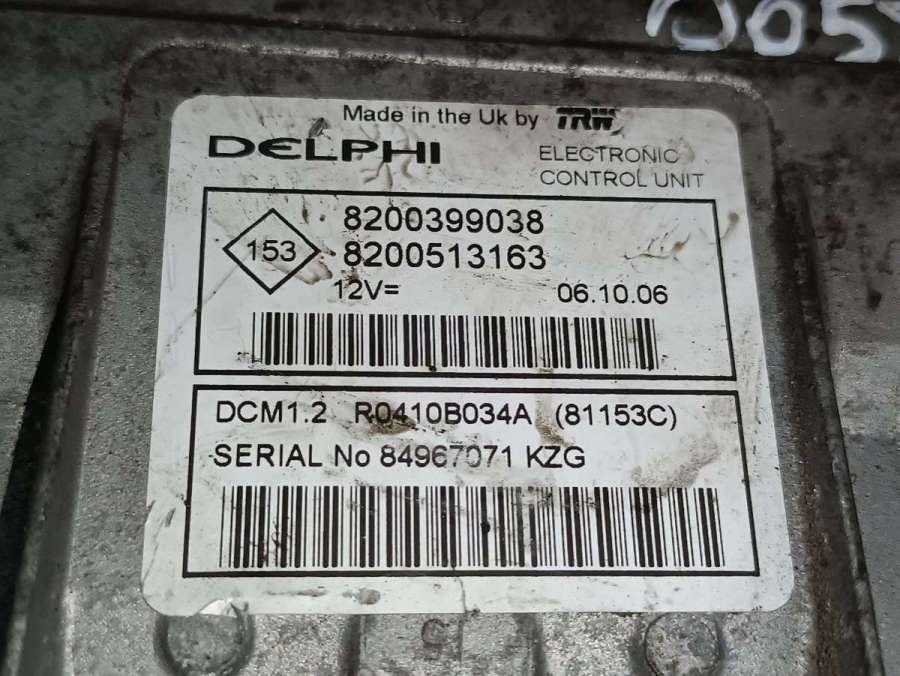 Made in the Uk by TRW
DELPHI
ELECTRONIC
CONTROL UNIT
153
8200399038
8200513163
12V=
06.10.06
DCM1.2 R0410B034A (81153C)
SERIAL No 84967071 KZG